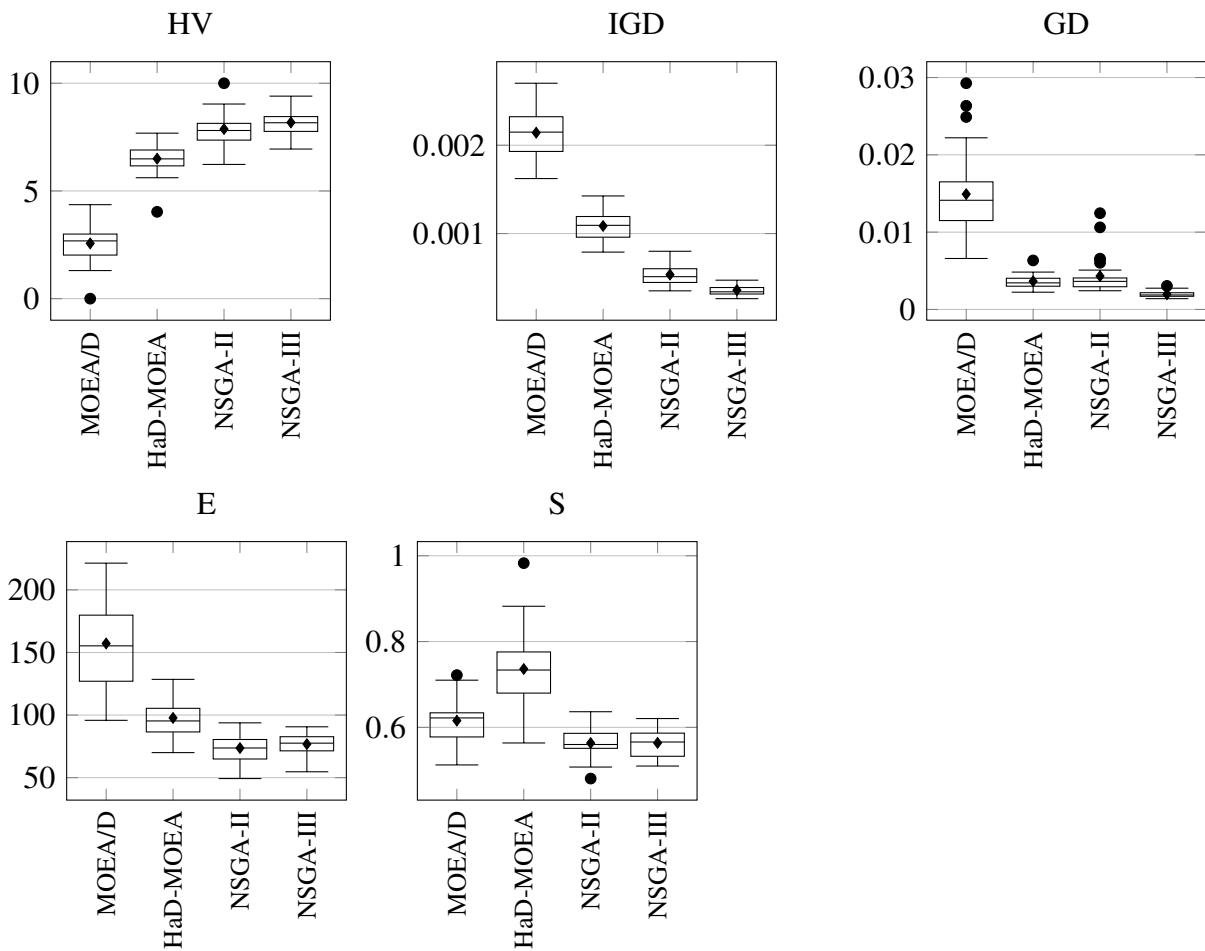 HV
10
5
0
MOEA/D
HaD-MOEA
NSGA-II
NSGA-III
IGD
0.002
0.001
MOEA/D
HaD-MOEA
NSGA-II
NSGA-III
GD
0.03
0.02
0.01
0
MOEA/D
HaD-MOEA
NSGA-II
NSGA-III
E
200
150
100
50
MOEA/D
HaD-MOEA
NSGA-II
NSGA-III
S
1
0.8
0.6
MOEA/D
HaD-MOEA
NSGA-II
NSGA-III